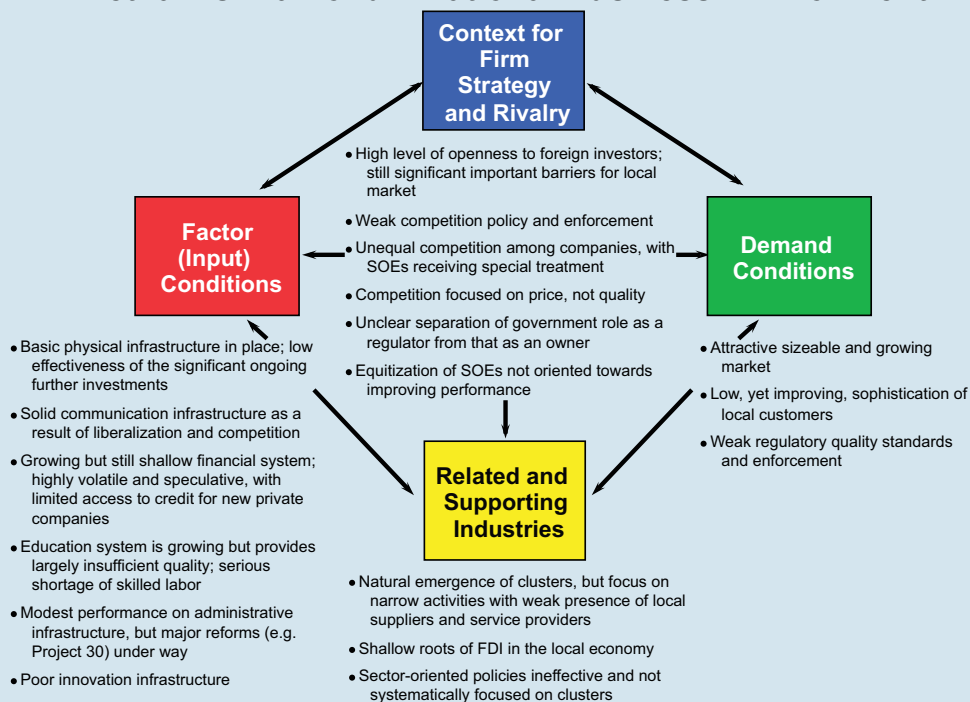 Context for
Firm
Strategy
and Rivalry
• High level of openness to foreign investors;
still significant important barriers for local
market
• Weak competition policy and enforcement
• Unequal competition among companies, with
SOEs receiving special treatment
• Competition focused on price, not quality
• Unclear separation of government role as a
regulator from that as an owner
• Equitization of SOEs not oriented towards
improving performance
Factor
(Input)
Conditions
• Basic physical infrastructure in place; low
effectiveness of the significant ongoing
further investments
• Solid communication infrastructure as a
result of liberalization and competition
• Growing but still shallow financial system;
highly volatile and speculative, with
limited access to credit for new private
companies
• Education system is growing but provides
largely insufficient quality; serious
shortage of skilled labor
• Modest performance on administrative
infrastructure, but major reforms (e.g.
Project 30) under way
• Poor innovation infrastructure
Demand
Conditions
• Attractive sizeable and growing
market
• Low, yet improving, sophistication of
local customers
• Weak regulatory quality standards
and enforcement
Related and
Supporting
Industries
• Natural emergence of clusters, but focus on
narrow activities with weak presence of local
suppliers and service providers
• Shallow roots of FDI in the local economy
• Sector-oriented policies ineffective and not
systematically focused on clusters